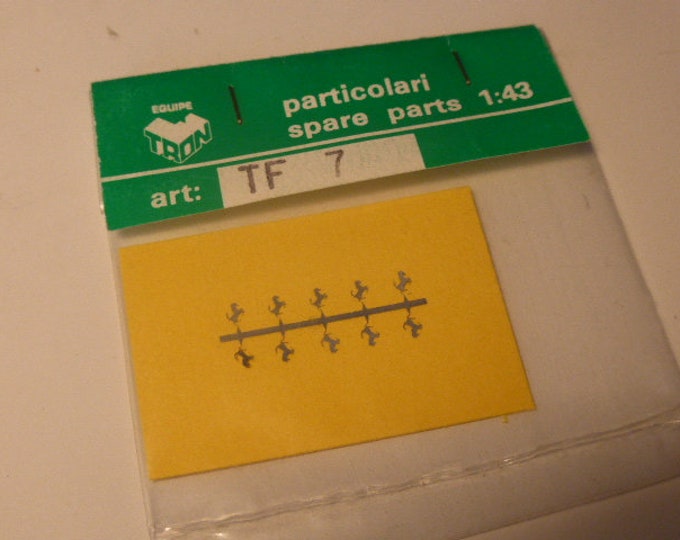 EQUIPE
TRON
particolari
spare parts 1:43
art: TF 7